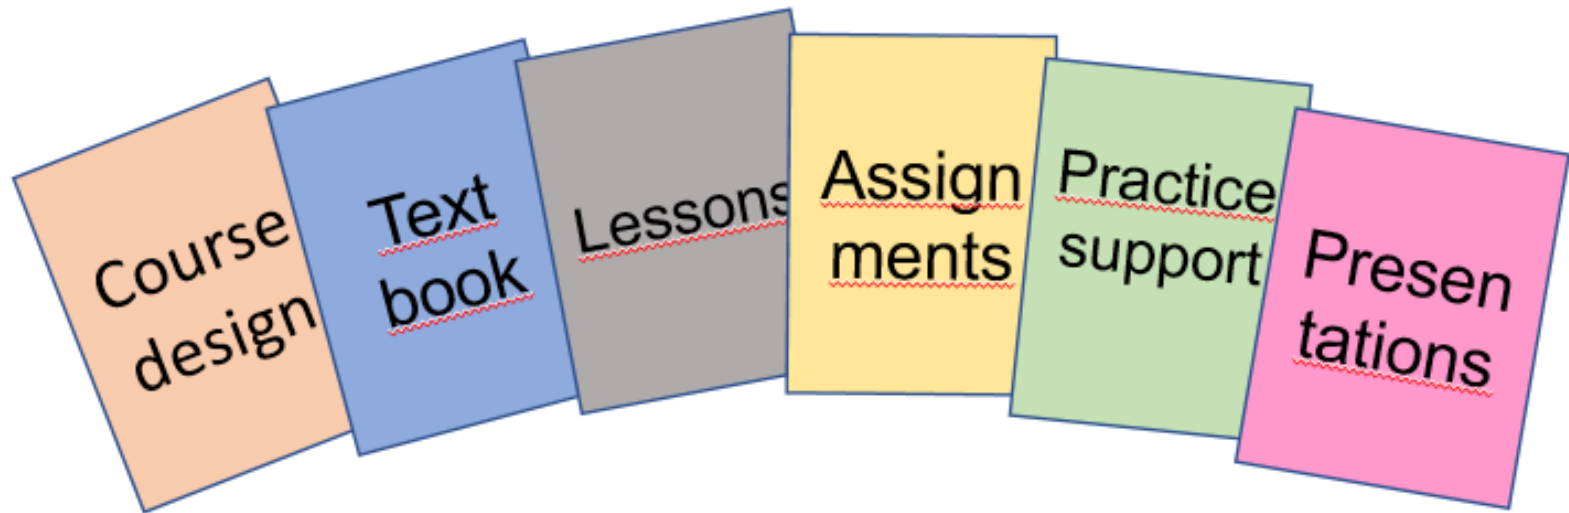 Course
design
Text
book
Lessons
Assign
ments
Practice
support
Presen
tations